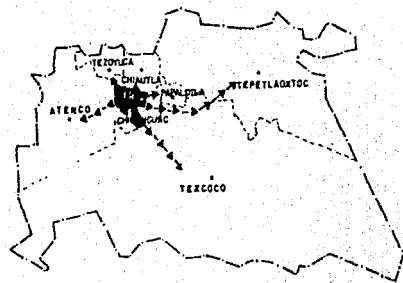 TEZOYUCA
CHIAUTLA
PAPALOTLA
TEPETLAOXTOC
ATENCO
TEXCOCO